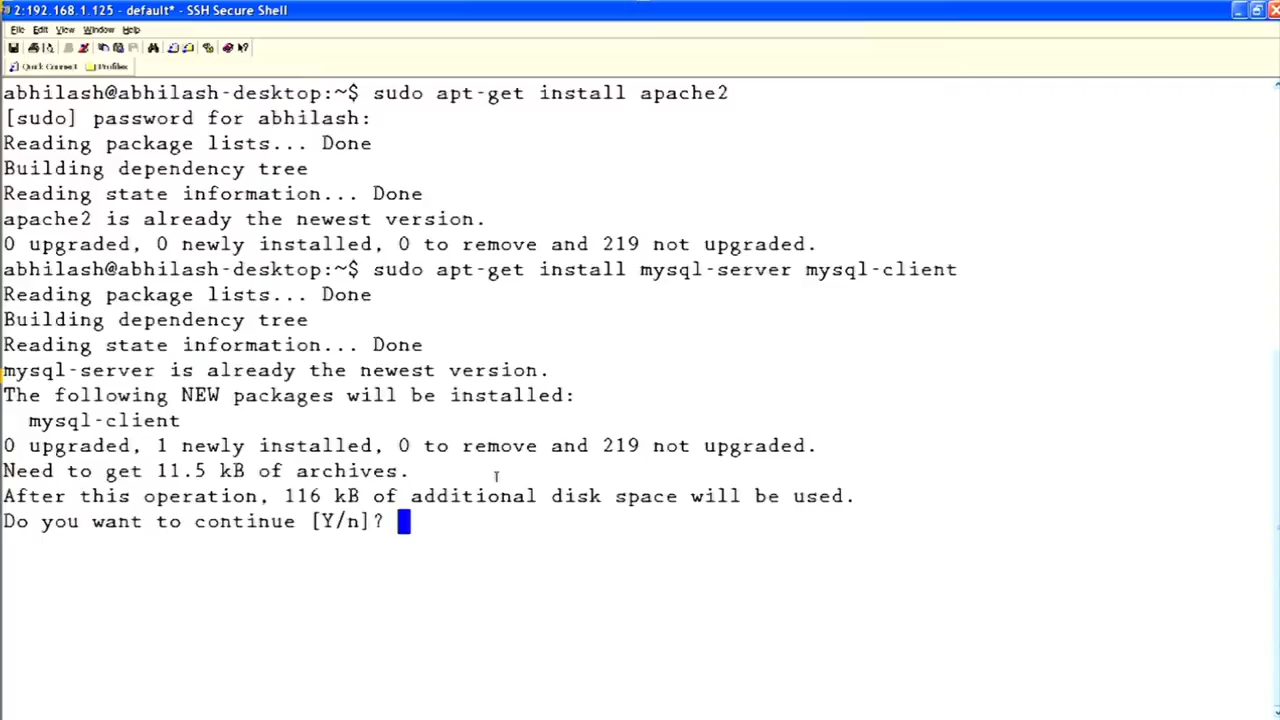 2:192.168.1.125 - default* - SSH Secure Shell
File Edit View Window Help
Quick Connect Profiles
abhilash@abhilash-desktop:~$ sudo apt-get install apache2
[sudo] password for abhilash:
Reading package lists... Done
Building dependency tree
Reading state information... Done
apache2 is already the newest version.
0 upgraded, 0 newly installed, 0 to remove and 219 not upgraded.
abhilash@abhilash-desktop:~$ sudo apt-get install mysql-server mysql-client
Reading package lists... Done
Building dependency tree
Reading state information... Done
mysql-server is already the newest version.
The following NEW packages will be installed:
  mysql-client
0 upgraded, 1 newly installed, 0 to remove and 219 not upgraded.
Need to get 11.5 kB of archives.
After this operation, 116 kB of additional disk space will be used.
Do you want to continue [Y/n]?